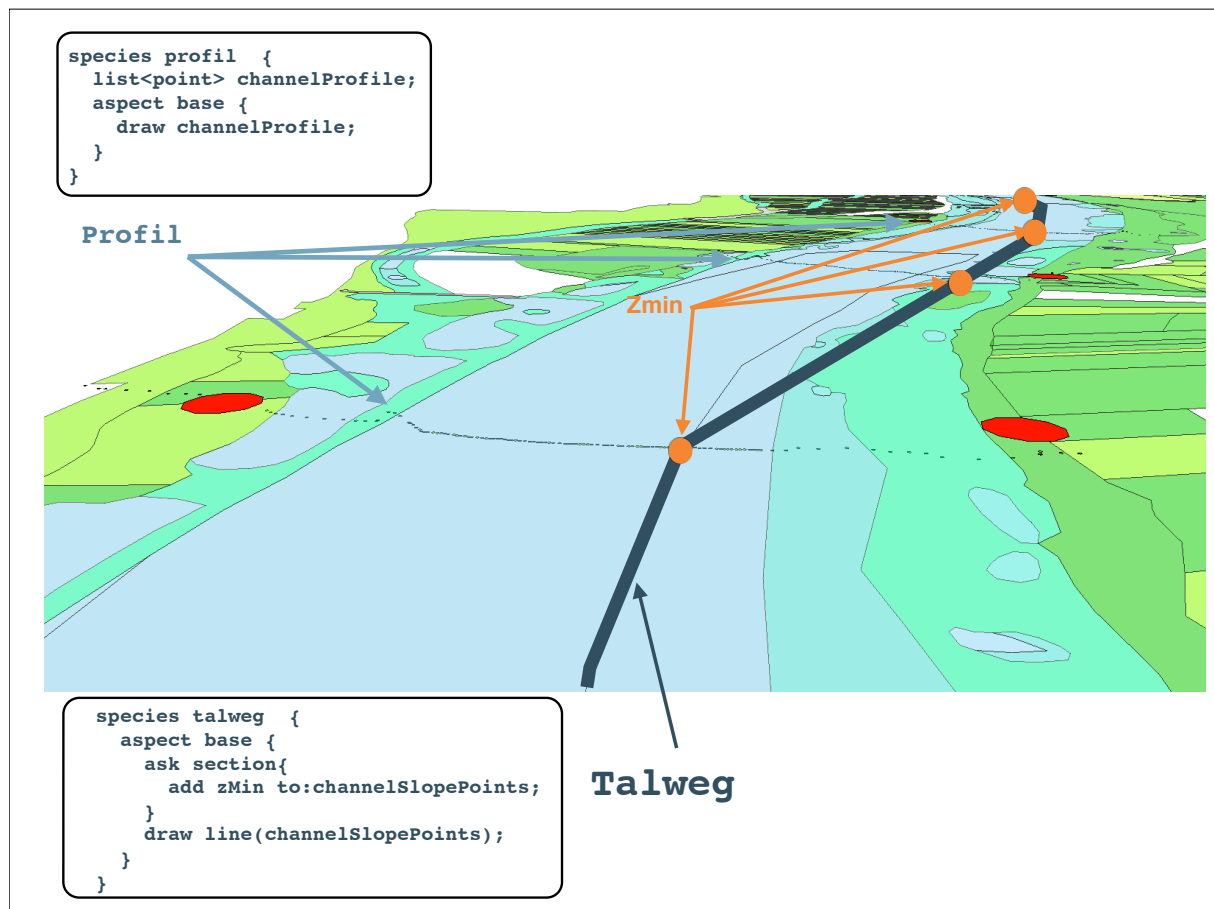 species profil  {
  list<point> channelProfile;
  aspect base {
    draw channelProfile;
  }
}
Profil
Zmin
species talweg  {
  aspect base {
    ask section{
      add zMin to:channelSlopePoints;
    }
    draw line(channelSlopePoints);
  }
}
Talweg